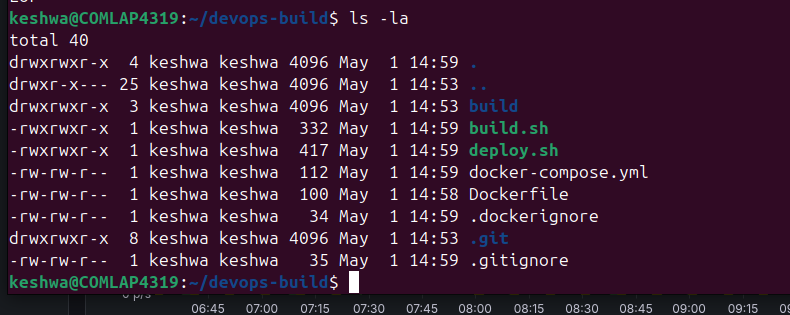 keshwa@COMLAP4319:~/devops-build$ ls -la
total 40
drwxrwxr-x  4 keshwa keshwa 4096 May  1 14:59 .
drwxr-x--- 25 keshwa keshwa 4096 May  1 14:53 ..
drwxrwxr-x  3 keshwa keshwa 4096 May  1 14:53 build
-rwxrwxr-x  1 keshwa keshwa  332 May  1 14:59 build.sh
-rwxrwxr-x  1 keshwa keshwa  417 May  1 14:59 deploy.sh
-rw-rw-r--  1 keshwa keshwa  112 May  1 14:59 docker-compose.yml
-rw-rw-r--  1 keshwa keshwa  100 May  1 14:58 Dockerfile
-rw-rw-r--  1 keshwa keshwa   34 May  1 14:59 .dockerignore
drwxrwxr-x  8 keshwa keshwa 4096 May  1 14:53 .git
-rw-rw-r--  1 keshwa keshwa   35 May  1 14:59 .gitignore
keshwa@COMLAP4319:~/devops-build$
0 p/s
06:45 07:00 07:15 07:30 07:45 08:00 08:15 08:30 08:45 09:00 09:15 09: